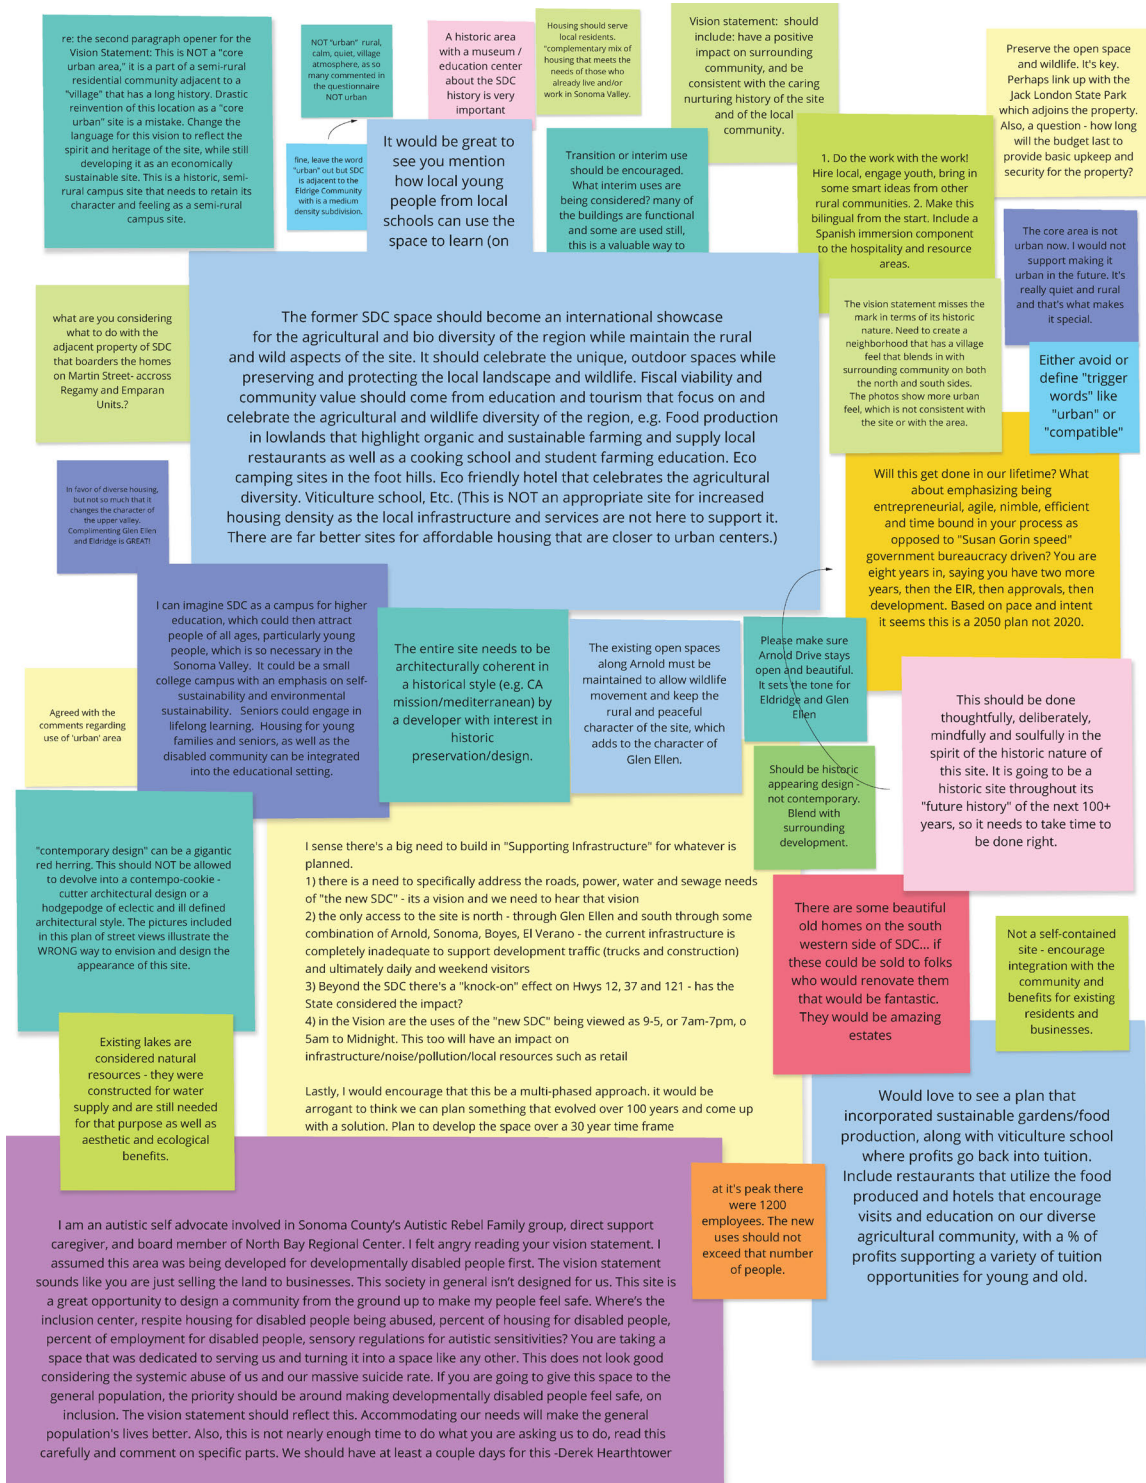 re: the second paragraph opener for the
Vision Statement: This is NOT a "core
urban area," it is a part of a semi-rural
residential community adjacent to a
"village" that has a long history. Drastic
reinvention of this location as a "core
urban" site is a mistake. Change the
language for this vision to reflect the
spirit and heritage of the site, while still
developing it as an economically
sustainable site. This is a historic, semi-
rural campus site that needs to retain its
character and feeling as a semi-rural
campus site.
NOT "urban" rural,
calm, quiet, village
atmosphere, as so
many commented in
the questionnaire
NOT urban
fine, leave the word
"urban" out but SDC
is adjacent to the
Eldrige Community
with is a medium
density subdivision.
A historic area
with a museum /
education center
about the SDC
history is very
important
Housing should serve
local residents.
"complementary mix of
housing that meets the
needs of those who
already live and/or
work in Sonoma Valley.
Vision statement: should
include: have a positive
impact on surrounding
community, and be
consistent with the caring
nurturing history of the site
and of the local
community.
Preserve the open space
and wildlife. It's key.
Perhaps link up with the
Jack London State Park
which adjoins the property.
Also, a question - how long
will the budget last to
provide basic upkeep and
security for the property?
It would be great to
see you mention
how local young
people from local
schools can use the
space to learn (on
Transition or interim use
should be encouraged.
What interim uses are
being considered? many of
the buildings are functional
and some are used still,
this is a valuable way to
1. Do the work with the work!
Hire local, engage youth, bring in
some smart ideas from other
rural communities. 2. Make this
bilingual from the start. Include a
Spanish immersion component
to the hospitality and resource
areas.
The core area is not
urban now. I would not
support making it
urban in the future. It's
really quiet and rural
and that's what makes
it special.
what are you considering
what to do with the
adjacent property of SDC
that boarders the homes
on Martin Street- accross
Regamy and Emparan
Units.?
The former SDC space should become an international showcase
for the agricultural and bio diversity of the region while maintain the rural
and wild aspects of the site. It should celebrate the unique, outdoor spaces while
preserving and protecting the local landscape and wildlife. Fiscal viability and
community value should come from education and tourism that focus on and
celebrate the agricultural and wildlife diversity of the region, e.g. Food production
in lowlands that highlight organic and sustainable farming and supply local
restaurants as well as a cooking school and student farming education. Eco
camping sites in the foot hills. Eco friendly hotel that celebrates the agricultural
diversity. Viticulture school, Etc. (This is NOT an appropriate site for increased
housing density as the local infrastructure and services are not here to support it.
There are far better sites for affordable housing that are closer to urban centers.)
The vision statement misses the
mark in terms of its historic
nature. Need to create a
neighborhood that has a village
feel that blends in with
surrounding community on both
the north and south sides.
The photos show more urban
feel, which is not consistent with
the site or with the area.
Either avoid or
define "trigger
words" like
"urban" or
"compatible"
In favor of diverse housing,
but not so much that it
changes the character of
the upper valley.
Complimenting Glen Ellen
and Eldridge is GREAT!
Will this get done in our lifetime? What
about emphasizing being
entrepreneurial, agile, nimble, efficient
and time bound in your process as
opposed to "Susan Gorin speed"
government bureaucracy driven? You are
eight years in, saying you have two more
years, then the EIR, then approvals, then
development. Based on pace and intent
it seems this is a 2050 plan not 2020.
I can imagine SDC as a campus for higher
education, which could then attract
people of all ages, particularly young
people, which is so necessary in the
Sonoma Valley. It could be a small
college campus with an emphasis on self-
sustainability and environmental
sustainability. Seniors could engage in
lifelong learning. Housing for young
families and seniors, as well as the
disabled community can be integrated
into the educational setting.
The entire site needs to be
architecturally coherent in
a historical style (e.g. CA
mission/mediterranean) by
a developer with interest in
historic
preservation/design.
The existing open spaces
along Arnold must be
maintained to allow wildlife
movement and keep the
rural and peaceful
character of the site, which
adds to the character of
Glen Ellen.
Please make sure
Arnold Drive stays
open and beautiful.
It sets the tone for
Eldridge and Glen
Ellen
Agreed with the
comments regarding
use of 'urban' area
This should be done
thoughtfully, deliberately,
mindfully and soulfully in the
spirit of the historic nature of
this site. It is going to be a
historic site throughout its
"future history" of the next 100+
years, so it needs to take time to
be done right.
Should be historic
appearing design -
not contemporary.
Blend with
surrounding
development.
"contemporary design" can be a gigantic
red herring. This should NOT be allowed
to devolve into a contempo-cookie -
cutter architectural design or a
hodgepodge of eclectic and ill defined
architectural style. The pictures included
in this plan of street views illustrate the
WRONG way to envision and design the
appearance of this site.
I sense there's a big need to build in "Supporting Infrastructure" for whatever is
planned.
1) there is a need to specifically address the roads, power, water and sewage needs
of "the new SDC" - its a vision and we need to hear that vision
2) the only access to the site is north - through Glen Ellen and south through some
combination of Arnold, Sonoma, Boyes, El Verano - the current infrastructure is
completely inadequate to support development traffic (trucks and construction)
and ultimately daily and weekend visitors
3) Beyond the SDC there's a "knock-on" effect on Hwys 12, 37 and 121 - has the
State considered the impact?
4) in the Vision are the uses of the "new SDC" being viewed as 9-5, or 7am-7pm, o
5am to Midnight. This too will have an impact on
infrastructure/noise/pollution/local resources such as retail
Lastly, I would encourage that this be a multi-phased approach. it would be
arrogant to think we can plan something that evolved over 100 years and come up
with a solution. Plan to develop the space over a 30 year time frame
There are some beautiful
old homes on the south
western side of SDC... if
these could be sold to folks
who would renovate them
that would be fantastic.
They would be amazing
estates
Not a self-contained
site - encourage
integration with the
community and
benefits for existing
residents and
businesses.
Existing lakes are
considered natural
resources - they were
constructed for water
supply and are still needed
for that purpose as well as
aesthetic and ecological
benefits.
Would love to see a plan that
incorporated sustainable gardens/food
production, along with viticulture school
where profits go back into tuition.
Include restaurants that utilize the food
produced and hotels that encourage
visits and education on our diverse
agricultural community, with a % of
profits supporting a variety of tuition
opportunities for young and old.
at it's peak there
were 1200
employees. The new
uses should not
exceed that number
of people.
I am an autistic self advocate involved in Sonoma County's Autistic Rebel Family group, direct support
caregiver, and board member of North Bay Regional Center. I felt angry reading your vision statement. I
assumed this area was being developed for developmentally disabled people first. The vision statement
sounds like you are just selling the land to businesses. This society in general isn't designed for us. This site is
a great opportunity to design a community from the ground up to make my people feel safe. Where's the
inclusion center, respite housing for disabled people being abused, percent of housing for disabled people,
percent of employment for disabled people, sensory regulations for autistic sensitivities? You are taking a
space that was dedicated to serving us and turning it into a space like any other. This does not look good
considering the systemic abuse of us and our massive suicide rate. If you are going to give this space to the
general population, the priority should be around making developmentally disabled people feel safe, on
inclusion. The vision statement should reflect this. Accommodating our needs will make the general
population's lives better. Also, this is not nearly enough time to do what you are asking us to do, read this
carefully and comment on specific parts. We should have at least a couple days for this -Derek Hearthtower